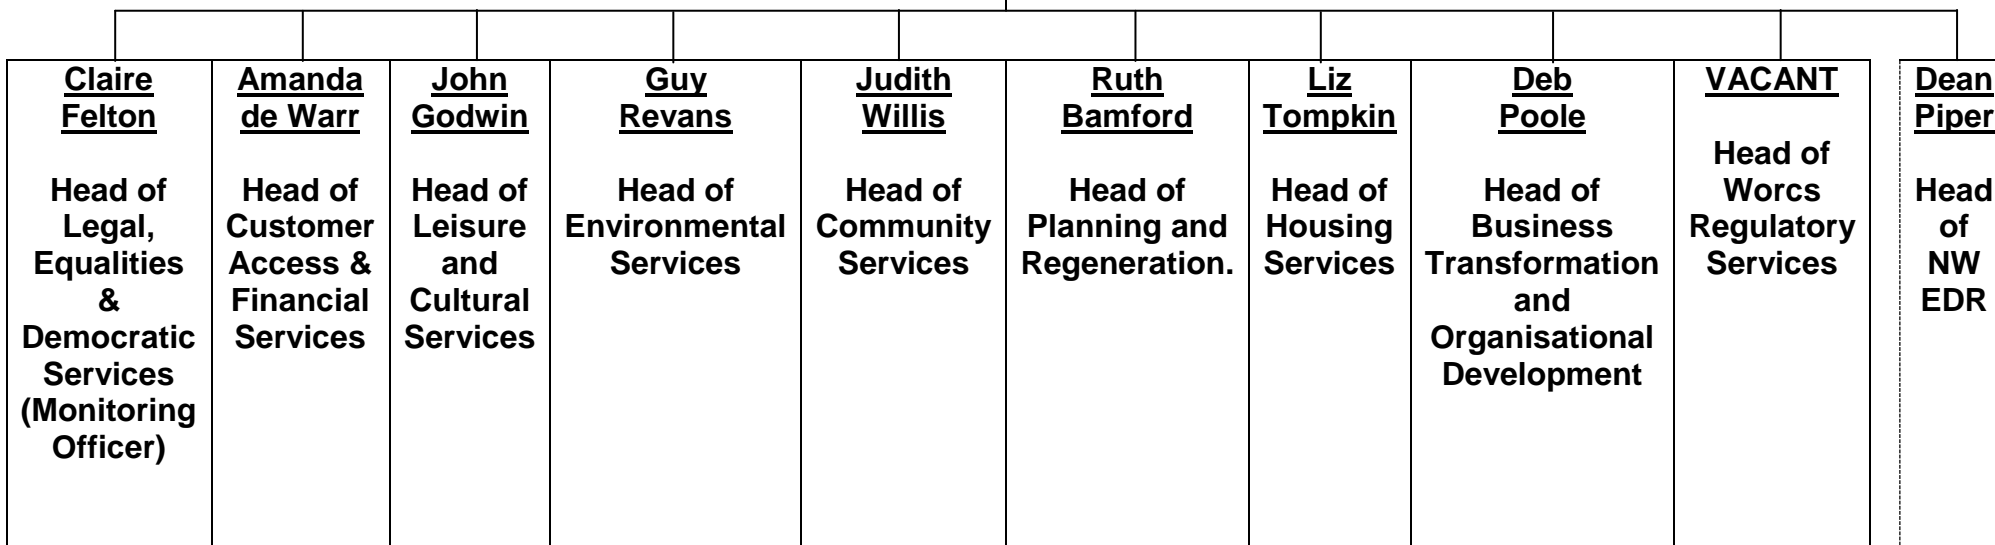 Claire
Felton
Head of
Legal,
Equalities
&
Democratic
Services
(Monitoring
Officer)
Amanda
de Warr
Head of
Customer
Access &
Financial
Services
John
Godwin
Head of
Leisure
and
Cultural
Services
Guy
Revans
Head of
Environmental
Services
Judith
Willis
Head of
Community
Services
Ruth
Bamford
Head of
Planning and
Regeneration.
Liz
Tompkin
Head of
Housing
Services
Deb
Poole
Head of
Business
Transformation
and
Organisational
Development
VACANT
Head of
Worcs
Regulatory
Services
Dean
Piper
Head
of
NW
EDR